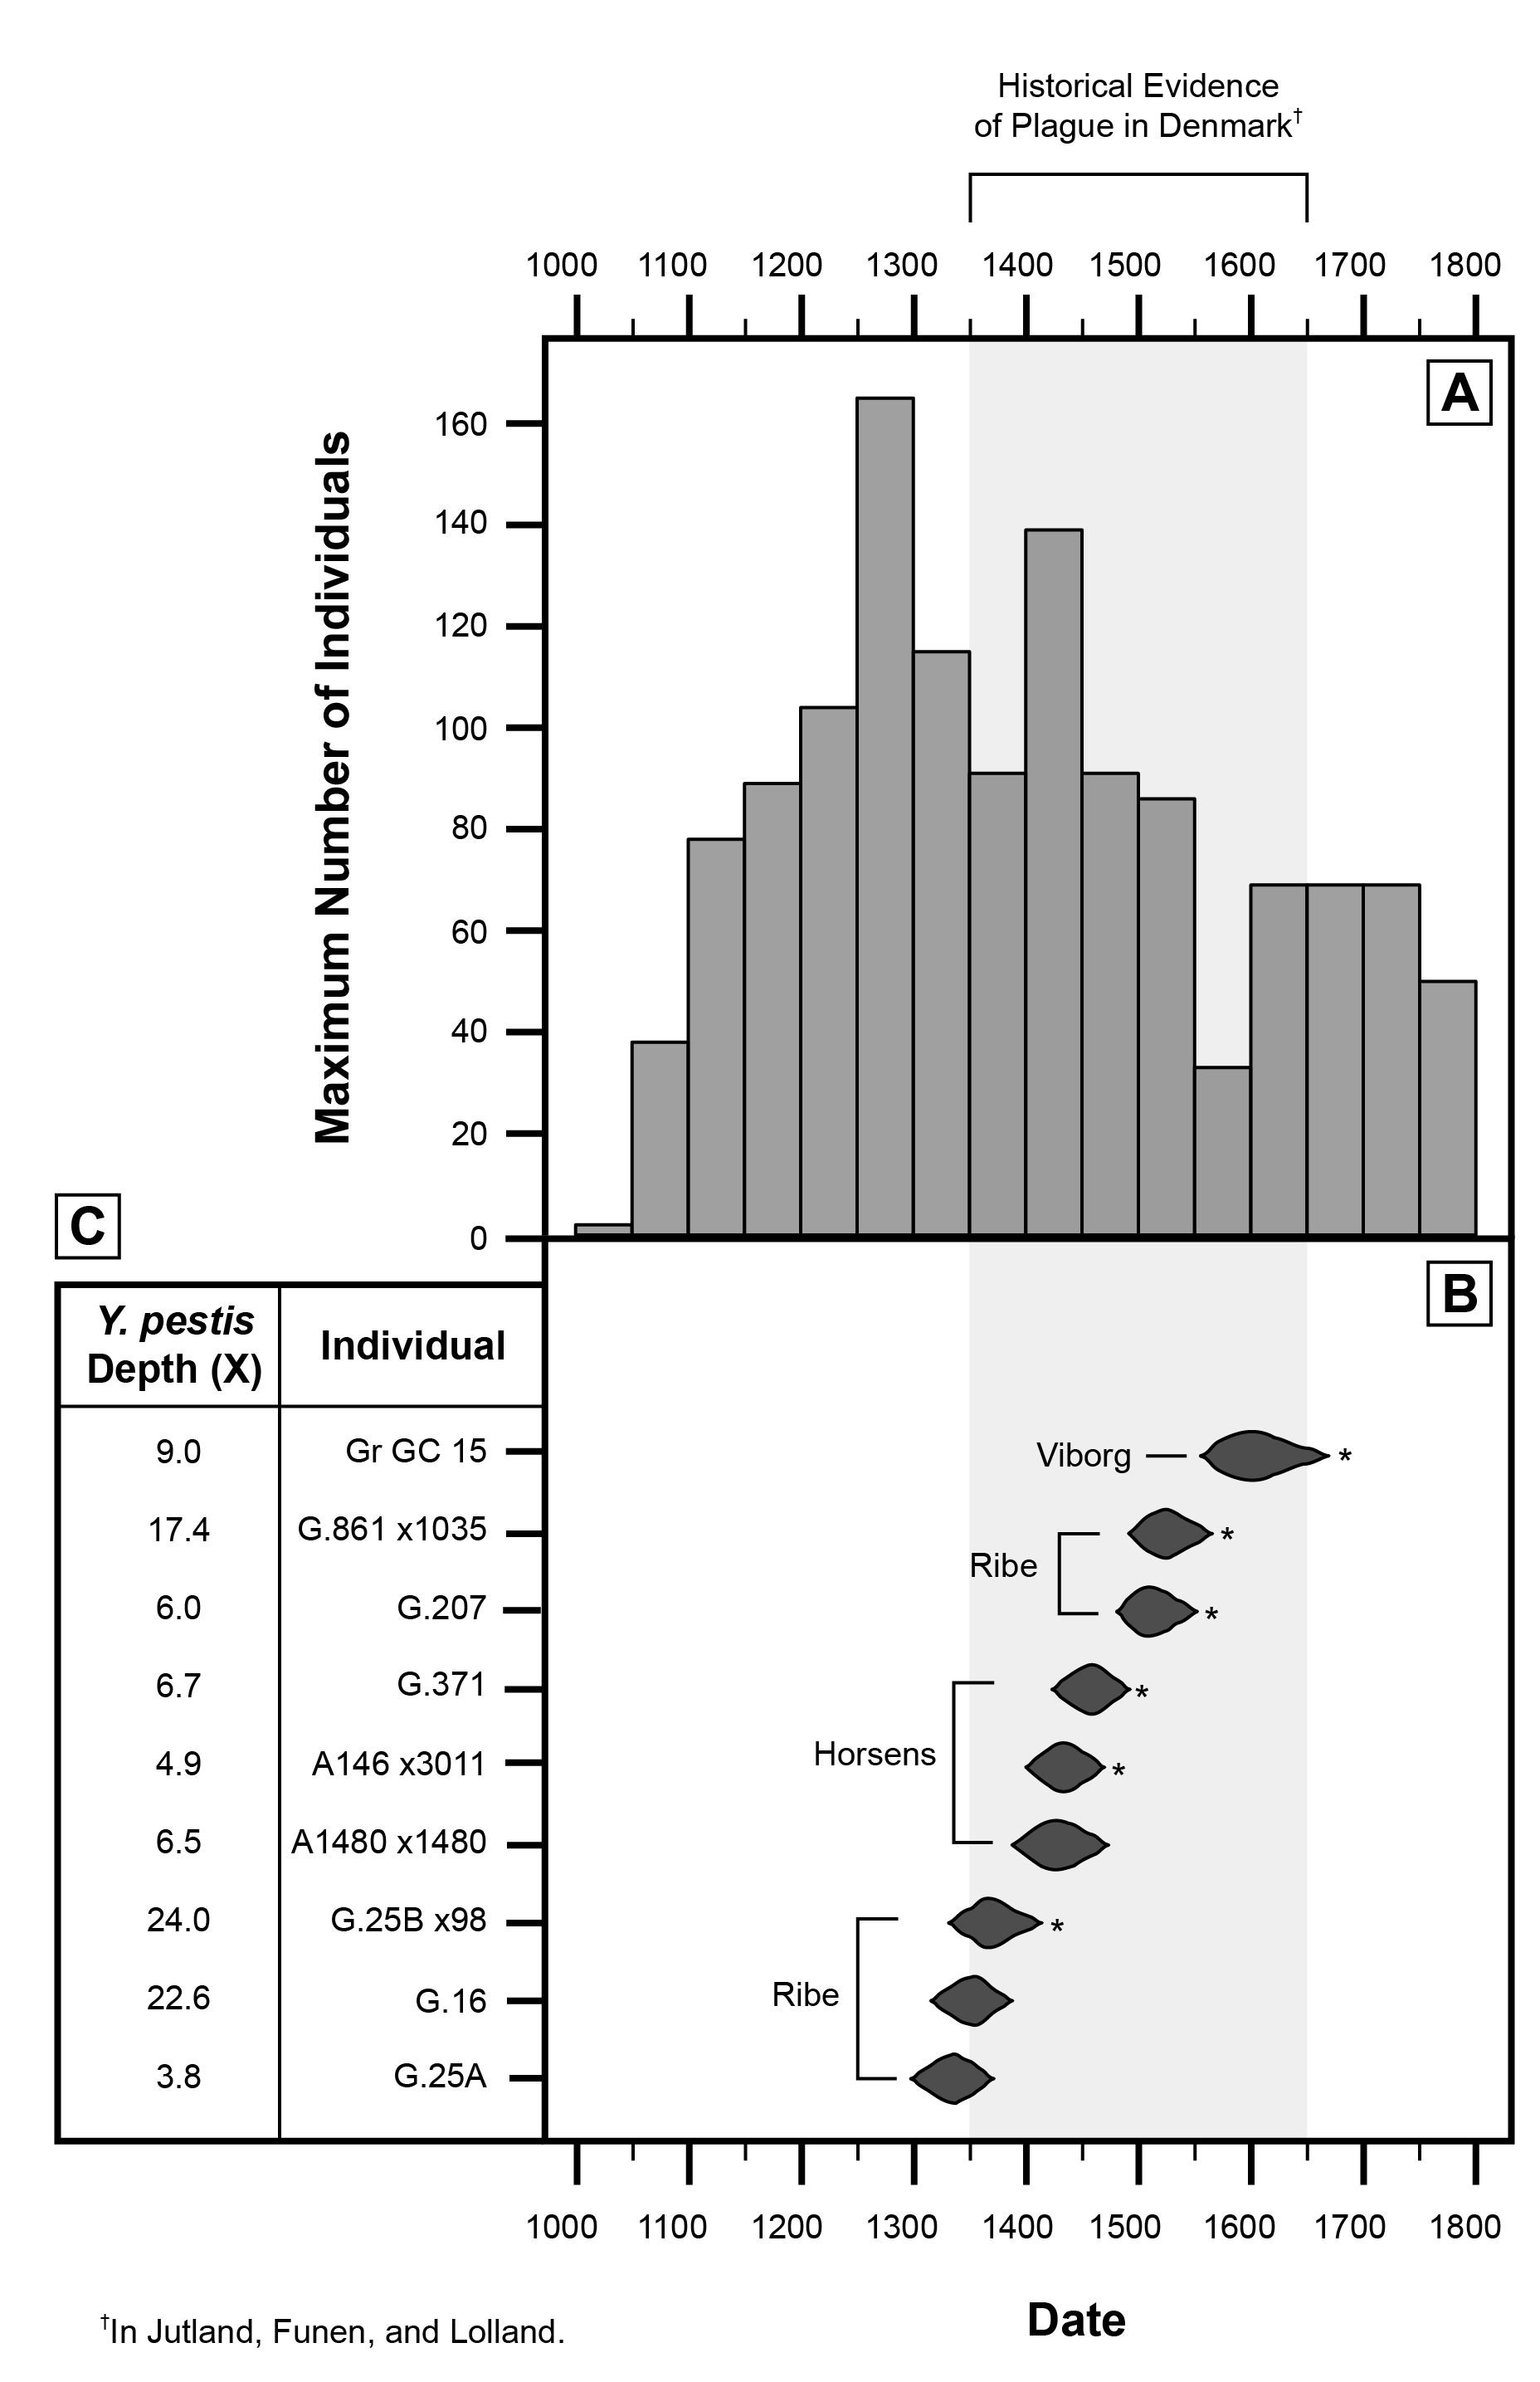 Historical Evidence
of Plague in Denmark†
1000 1100 1200 1300 1400 1500 1600 1700 1800
A
Maximum Number of Individuals
160
140
120
100
80
60
40
20
0
C
B
Y. pestis
Depth (X)
Individual
9.0 Gr GC 15 Viborg *
17.4 G.861 x1035 *
Ribe
6.0 G.207 *
6.7 G.371 *
Horsens
4.9 A146 x3011 *
6.5 A1480 x1480
24.0 G.25B x98 *
Ribe
22.6 G.16
3.8 G.25A
1000 1100 1200 1300 1400 1500 1600 1700 1800
Date
†In Jutland, Funen, and Lolland.